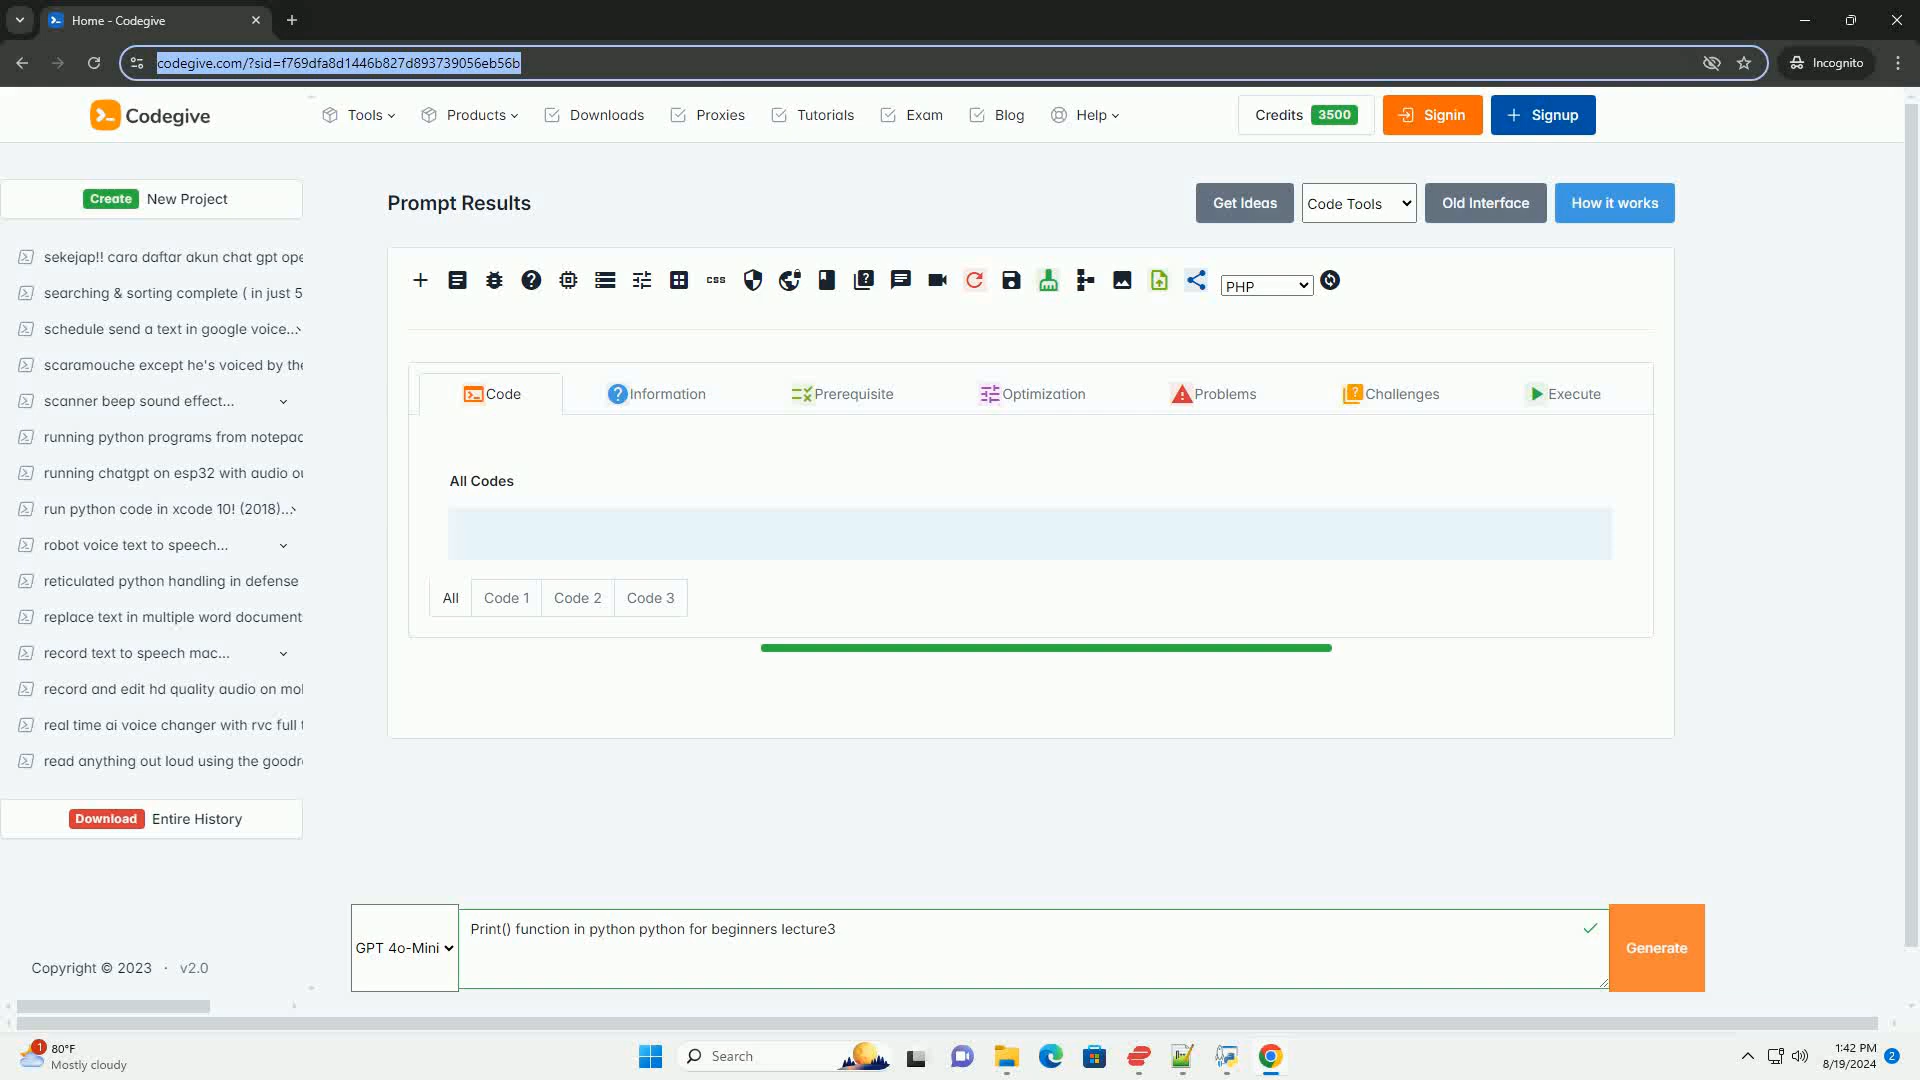 Home - Codegive
codegive.com/?sid=f769dfa8d1446b827d893739056eb56b
Incognito
Codegive
Tools
Products
Downloads
Proxies
Tutorials
Exam
Blog
Help
Credits 3500
Signin
Signup
Create New Project
sekejap!! cara daftar akun chat gpt ope
searching & sorting complete ( in just 5
schedule send a text in google voice...
scaramouche except he's voiced by the
scanner beep sound effect...
running python programs from notepad
running chatgpt on esp32 with audio ou
run python code in xcode 10! (2018)...
robot voice text to speech...
reticulated python handling in defense
replace text in multiple word document
record text to speech mac...
record and edit hd quality audio on mol
real time ai voice changer with rvc full t
read anything out loud using the goodre
Download Entire History
Copyright © 2023 · v2.0
Prompt Results
Get Ideas
Code Tools
Old Interface
How it works
css
PHP
Code
Information
Prerequisite
Optimization
Problems
Challenges
Execute
All Codes
All
Code 1
Code 2
Code 3
GPT 4o-Mini
Print() function in python python for beginners lecture3
Generate
1
80°F
Mostly cloudy
Search
1:42 PM
8/19/2024
2